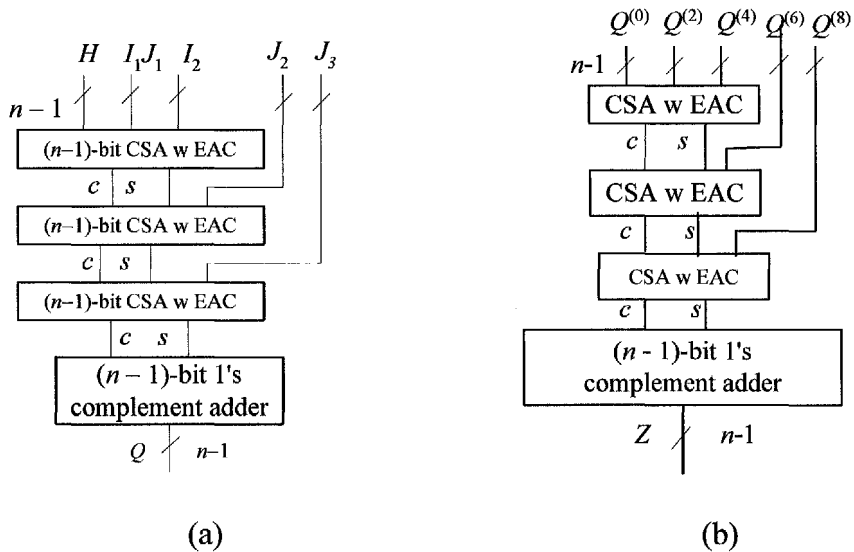 H I₁J₁ I₂ J₂ J₃
n – 1
(n–1)-bit CSA w EAC
c s
(n–1)-bit CSA w EAC
c s
(n–1)-bit CSA w EAC
c s
(n – 1)-bit 1's
complement adder
Q n–1
(a)
Q⁽⁰⁾ Q⁽²⁾ Q⁽⁴⁾ Q⁽⁶⁾ Q⁽⁸⁾
n-1
CSA w EAC
c s
CSA w EAC
c s
CSA w EAC
c s
(n - 1)-bit 1's
complement adder
Z n-1
(b)